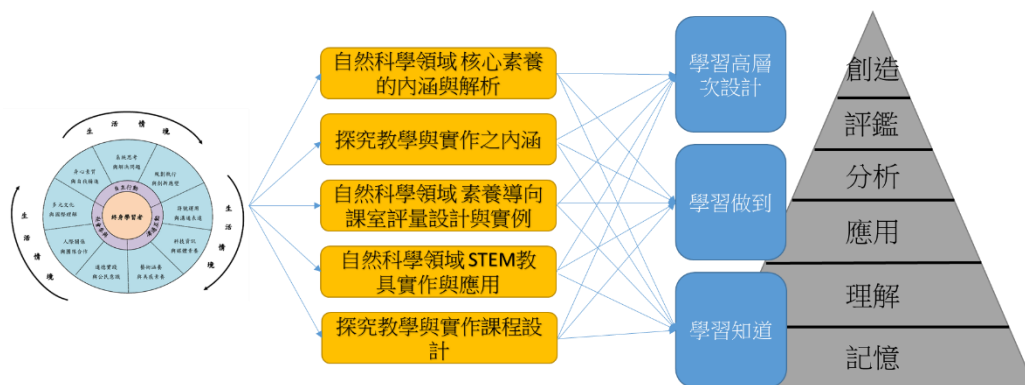 生活情境
生活情境
生活情境
系統思考
與解決問題
規劃執行
與創新應變
符號運用
與溝通表達
科技資訊
與媒體素養
藝術涵養
與美感素養
道德實踐
與公民意識
人際關係
與團隊合作
多元文化
與國際理解
身心素質
與自我精進
自主行動
溝通互動
社會參與
終身學習者
自然科學領域 核心素養
的內涵與解析
探究教學與實作之內涵
自然科學領域 素養導向
課室評量設計與實例
自然科學領域 STEM教
具實作與應用
探究教學與實作課程設
計
學習高層
次設計
學習做到
學習知道
創造
評鑑
分析
應用
理解
記憶